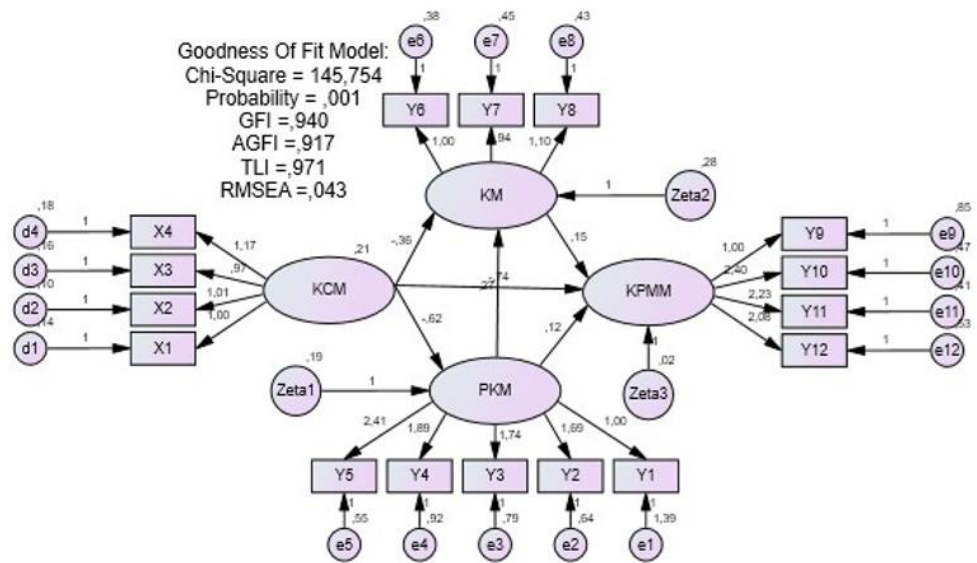 Goodness Of Fit Model:
Chi-Square = 145,754
Probability = ,001
GFI =,940
AGFI =,917
TLI =,971
RMSEA =,043
,38
,45
,43
e6
e7
e8
1
1
1
Y6
Y7
Y8
1,00
,94
1,10
KM
,28
1
Zeta2
,18
d4
1
X4
1,17
,16
d3
1
X3
,97
,10
d2
1
X2
1,01
,14
d1
1
X1
1,00
,21
KCM
-,36
,74
,27
-,62
,15
,12
KPMM
1,00
Y9
1
,85
e9
2,40
Y10
1
,47
e10
2,23
Y11
1
,41
e11
2,08
Y12
1
,53
e12
,19
Zeta1
1
PKM
1
,02
Zeta3
2,41
1,89
1,74
1,69
1,00
Y5
Y4
Y3
Y2
Y1
1
1
1
1
1
,55
,92
,79
,64
1,39
e5
e4
e3
e2
e1